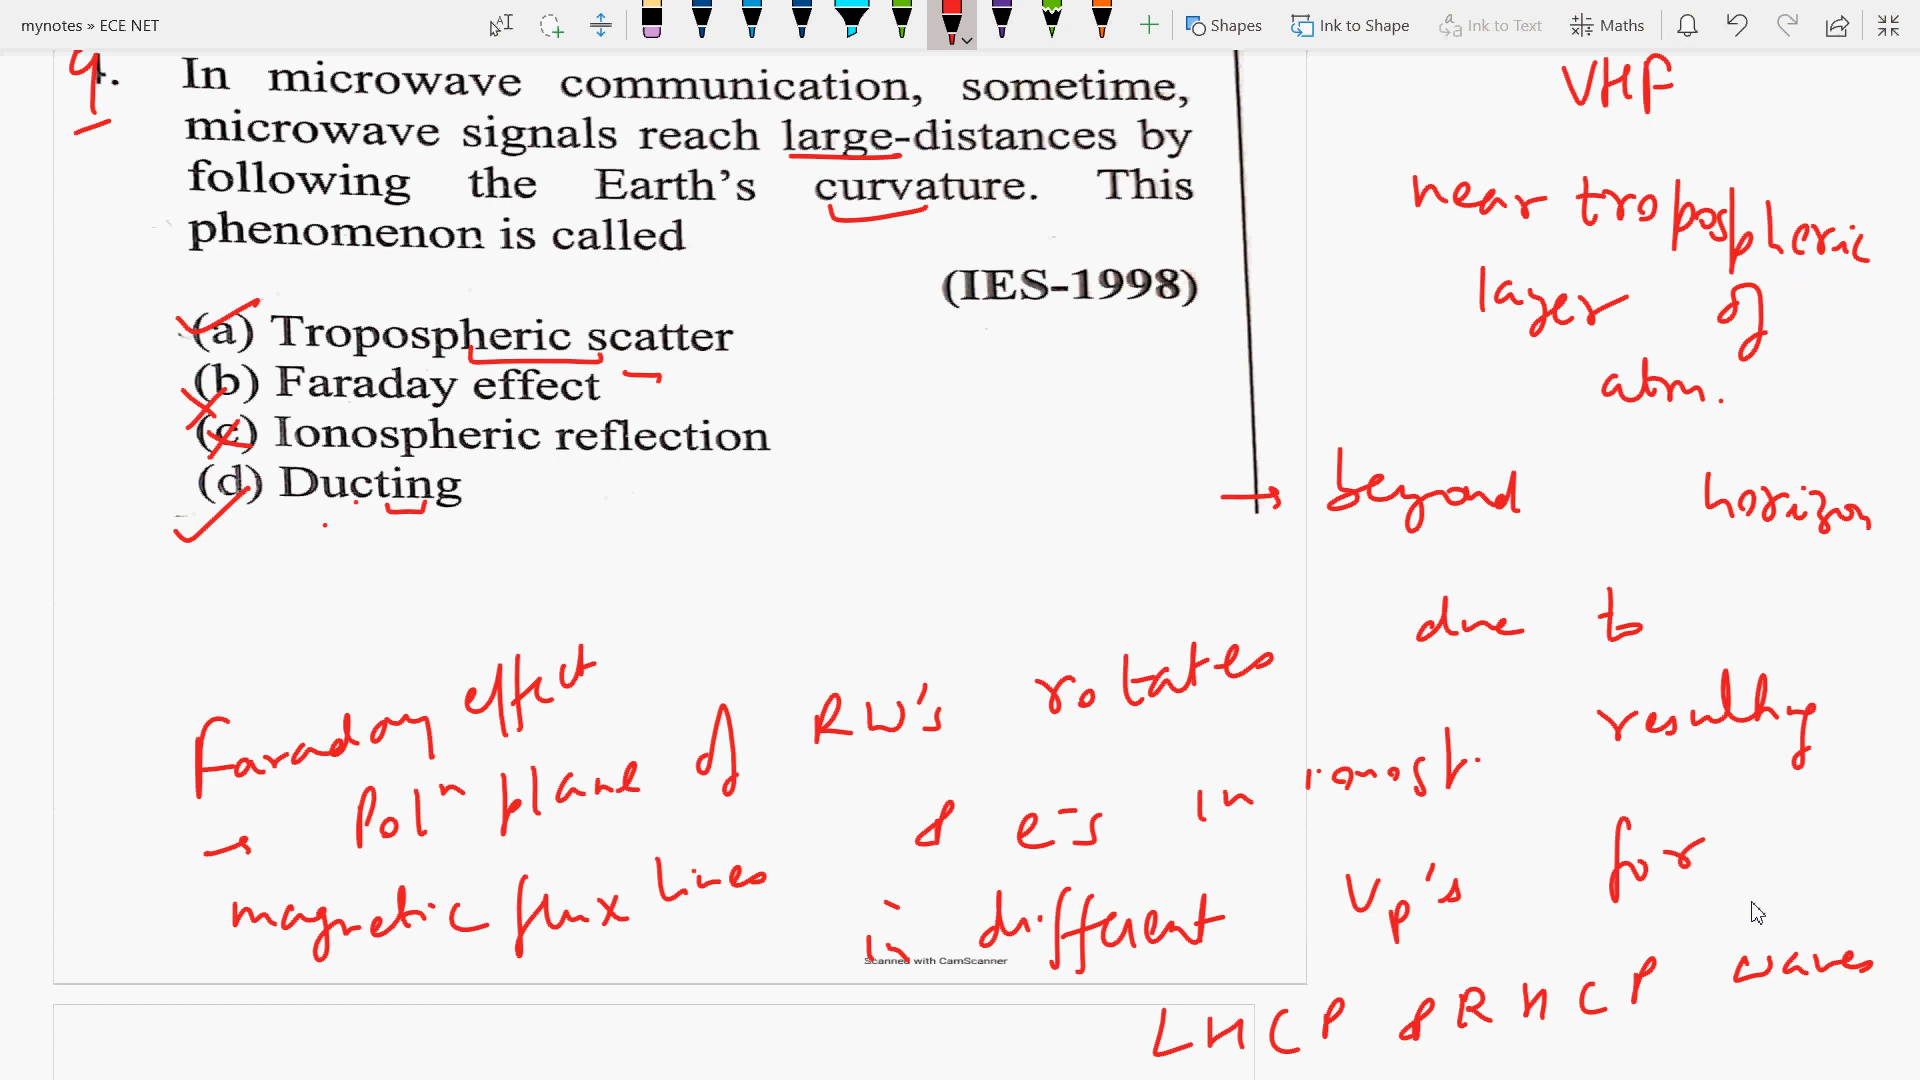 mynotes » ECE NET
Shapes
Ink to Shape
Ink to Text
Maths
4.
In microwave communication, sometime,
microwave signals reach large-distances by
following the Earth's curvature. This
phenomenon is called
(IES-1998)
(a) Tropospheric scatter
(b) Faraday effect
(c) Ionospheric reflection
(d) Ducting
VHF
near tropospheric
layer of
atm.
→ beyond horizon
due to
resulting
for
Faraday effect
→ Polⁿ plane of RW's rotates
& e-s in ionosp.
magnetic flux lines
in different Vp's
LHCP & RHCP waves
Scanned with CamScanner